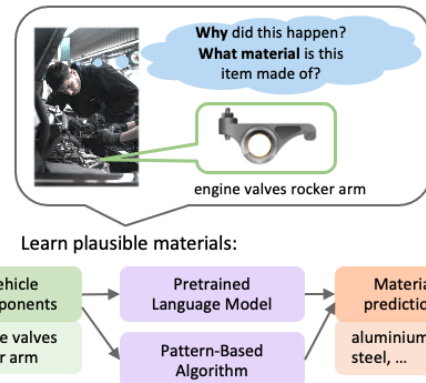 Why did this happen?
What material is this
item made of?
engine valves rocker arm
Learn plausible materials:
ehicle
ponents
e valves
r arm
Pretrained
Language Model
Pattern-Based
Algorithm
Materia
predictio
aluminium
steel, ...